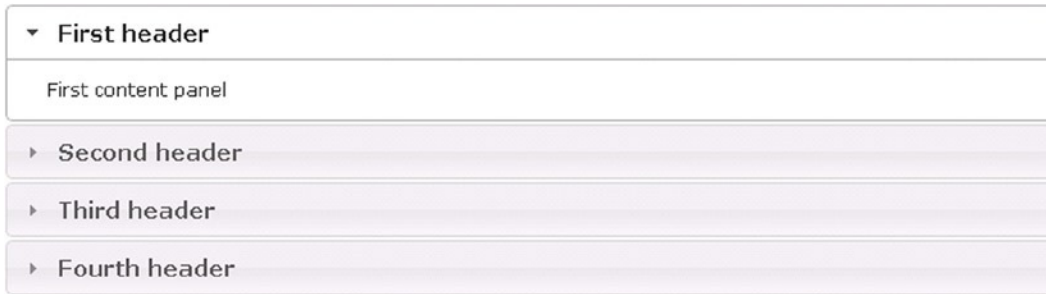 First header
First content panel
Second header
Third header
Fourth header